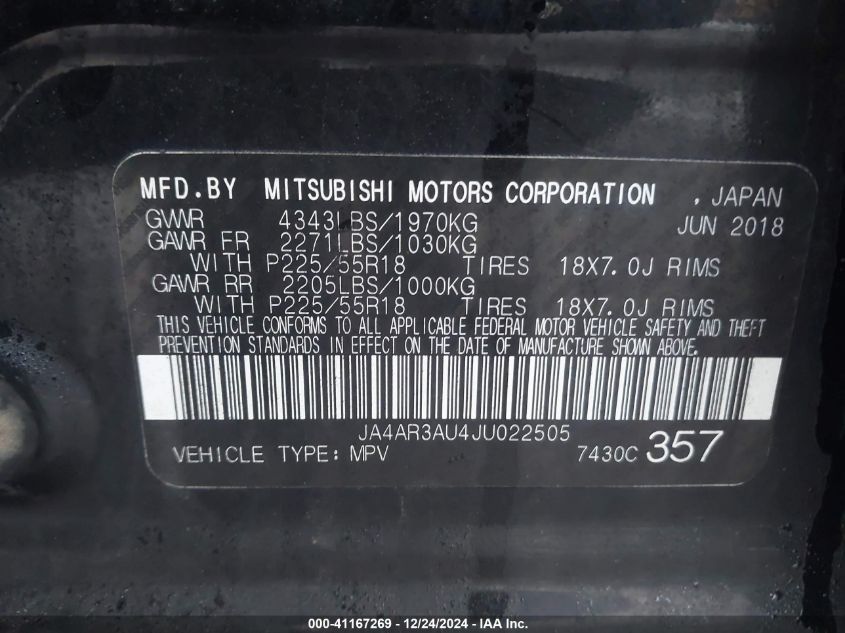 MFD.BY MITSUBISHI MOTORS CORPORATION , JAPAN
GVWR 4343LBS/1970KG JUN 2018
GAWR FR 2271LBS/1030KG
WITH P225/55R18 TIRES 18X7.0J RIMS
GAWR RR 2205LBS/1000KG
WITH P225/55R18 TIRES 18X7.0J RIMS
THIS VEHICLE CONFORMS TO ALL APPLICABLE FEDERAL MOTOR VEHICLE SAFETY AND THEFT
PREVENTION STANDARDS IN EFFECT ON THE DATE OF MANUFACTURE SHOWN ABOVE.
JA4AR3AU4JU022505
VEHICLE TYPE: MPV 7430C 357
000-41167269 - 12/24/2024 - IAA Inc.